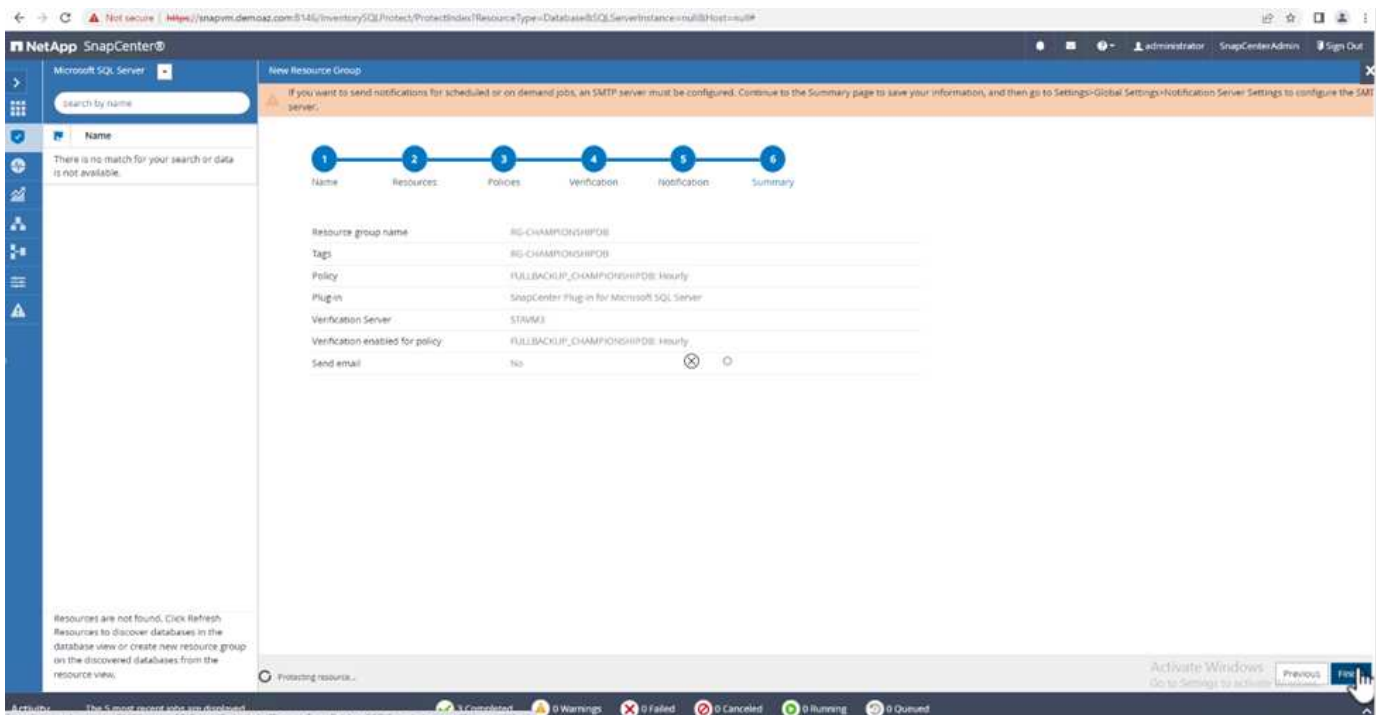 Not secure https://snapvm.demoaz.com:8146/InventorySQLProtect/ProtectIndex?ResourceType=Database&SQLServerInstance=null&Host=null#
NetApp SnapCenter®
administrator SnapCenterAdmin Sign Out
Microsoft SQL Server
New Resource Group
search by name
If you want to send notifications for scheduled or on demand jobs, an SMTP server must be configured. Continue to the Summary page to save your information, and then go to Settings>Global Settings>Notification Server Settings to configure the SMT
server.
Name
There is no match for your search or data
is not available.
1 2 3 4 5 6
Name Resources Policies Verification Notification Summary
Resource group name RG-CHAMPIONSHIPDB
Tags RG-CHAMPIONSHIPDB
Policy FULLBACKUP_CHAMPIONSHIPDB: Hourly
Plug-in SnapCenter Plug-in for Microsoft SQL Server
Verification Server STAVM3
Verification enabled for policy FULLBACKUP_CHAMPIONSHIPDB: Hourly
Send email No
Resources are not found. Click Refresh
Resources to discover databases in the
database view or create new resource group
on the discovered databases from the
resource view.
Protecting resource...
Activate Windows
Go to Settings to activate Windows.
Previous
Activity The 5 most recent jobs are displayed 3 Completed 0 Warnings 0 Failed 0 Canceled 0 Running 0 Queued